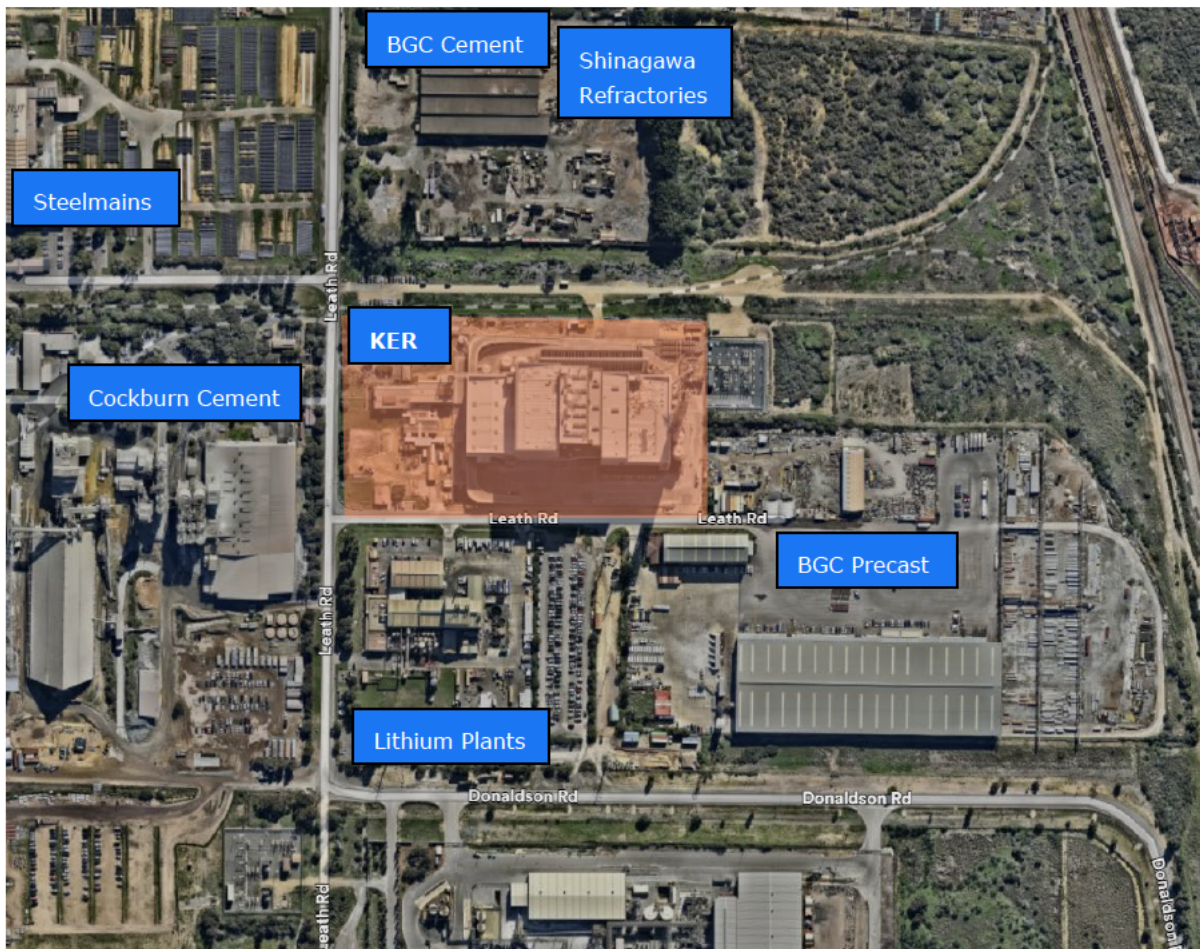 BGC Cement
Shinagawa
Refractories
Steelmains
Leath Rd
KER
Cockburn Cement
Leath Rd
Leath Rd
BGC Precast
Leath Rd
Lithium Plants
Donaldson Rd
Donaldson Rd
Leath Rd
Donaldson